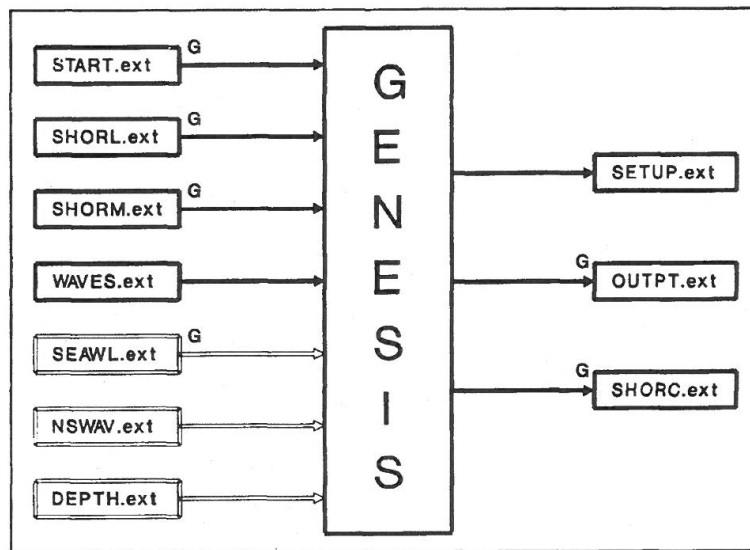 G
START.ext
G
SHORL.ext
G
SHORM.ext
WAVES.ext
G
SEAWL.ext
NSWAV.ext
DEPTH.ext
GENESIS
SETUP.ext
G
OUTPT.ext
G
SHORC.ext